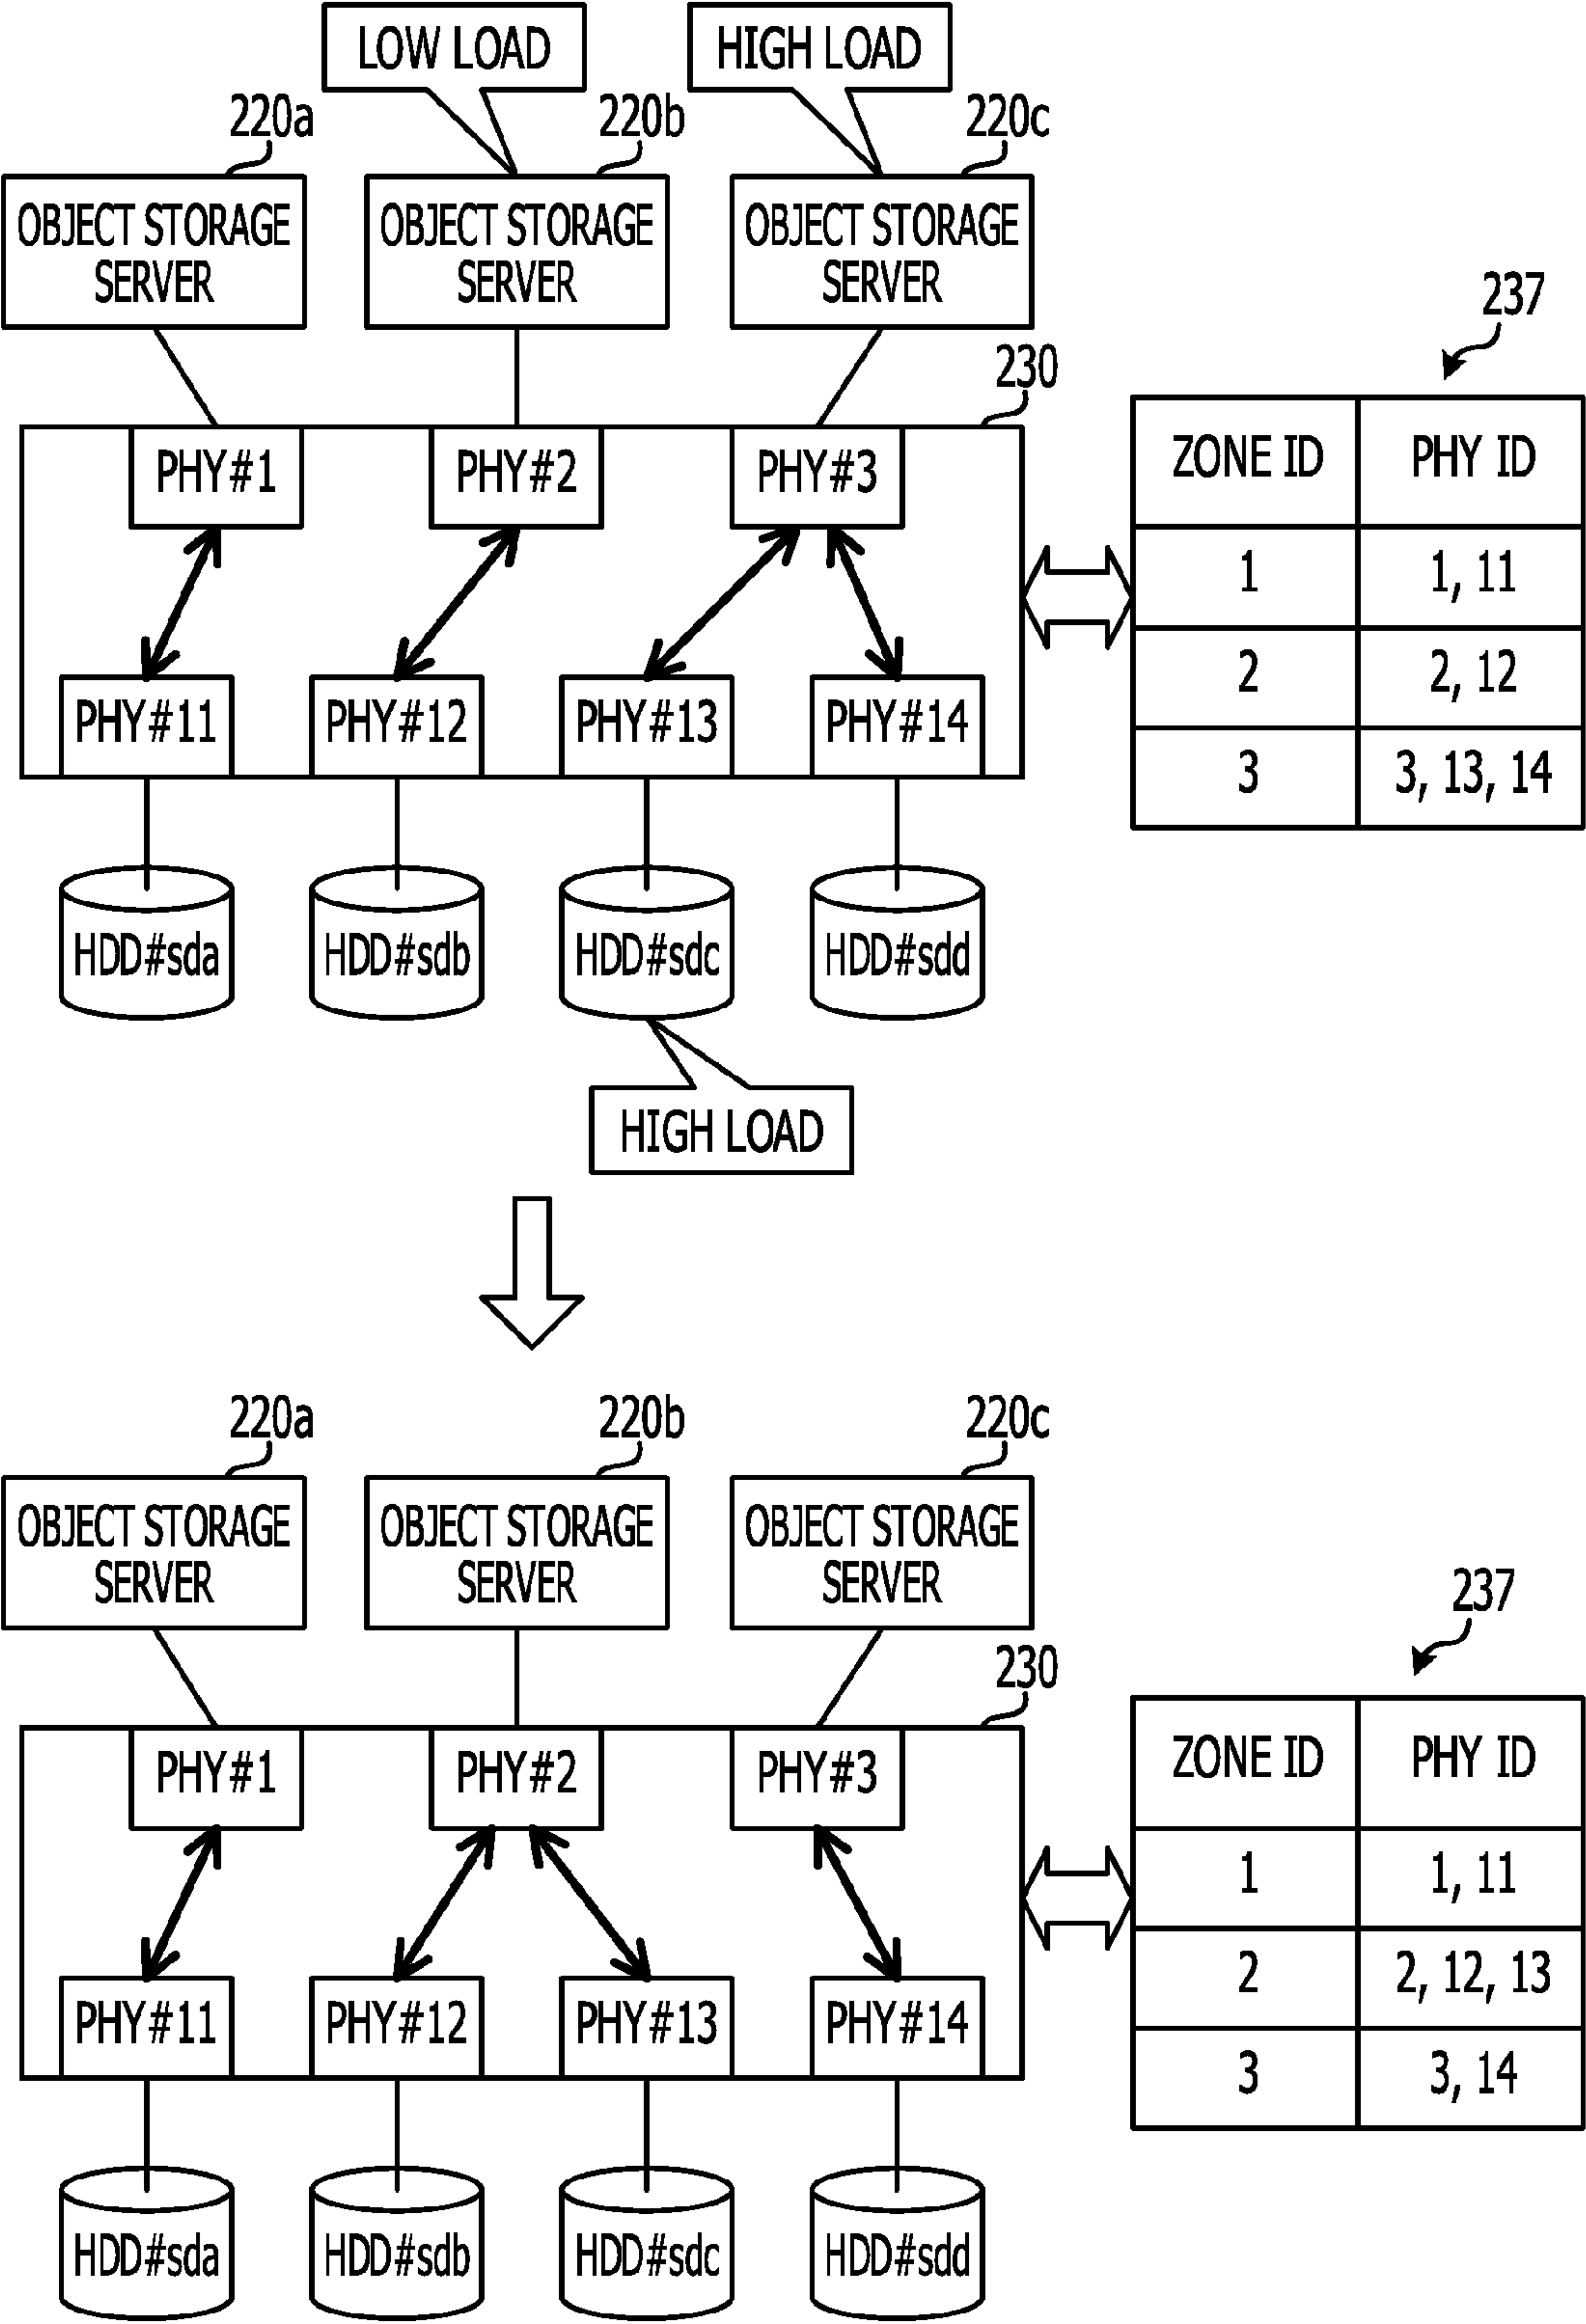 LOW LOAD
HIGH LOAD
220a
220b
220c
OBJECT STORAGE
SERVER
OBJECT STORAGE
SERVER
OBJECT STORAGE
SERVER
237
230
PHY#1
PHY#2
PHY#3
ZONE ID
PHY ID
1
1, 11
2
2, 12
3
3, 13, 14
PHY#11
PHY#12
PHY#13
PHY#14
HDD#sda
HDD#sdb
HDD#sdc
HDD#sdd
HIGH LOAD
220a
220b
220c
OBJECT STORAGE
SERVER
OBJECT STORAGE
SERVER
OBJECT STORAGE
SERVER
237
230
PHY#1
PHY#2
PHY#3
ZONE ID
PHY ID
1
1, 11
2
2, 12, 13
3
3, 14
PHY#11
PHY#12
PHY#13
PHY#14
HDD#sda
HDD#sdb
HDD#sdc
HDD#sdd